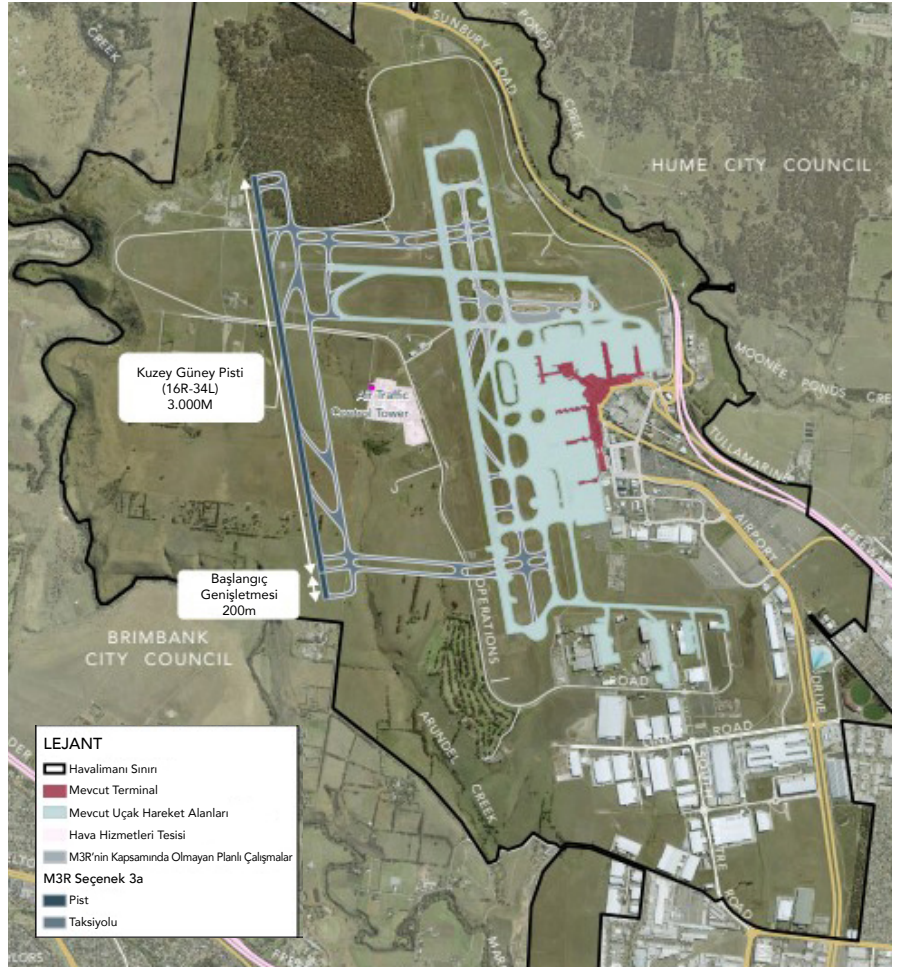 CREEK
SUNBURY ROAD
PONDS
CREEK
HUME CITY COUNCIL
Kuzey Güney Pisti
(16R-34L)
3.000M
Air Traffic
Control Tower
MOONEE PONDS
TULLAMARINE
AIRPORT
DRIVE
Başlangıç
Genişletmesi
200m
OPERATIONS
ROAD
BRIMBANK
CITY COUNCIL
ROAD
ARUNDEL
CREEK
ROAD
LEJANT
Havalimanı Sınırı
Mevcut Terminal
Mevcut Uçak Hareket Alanları
Hava Hizmetleri Tesisi
M3R'nin Kapsamında Olmayan Planlı Çalışmalar
M3R Seçenek 3a
Pist
Taksiyolu